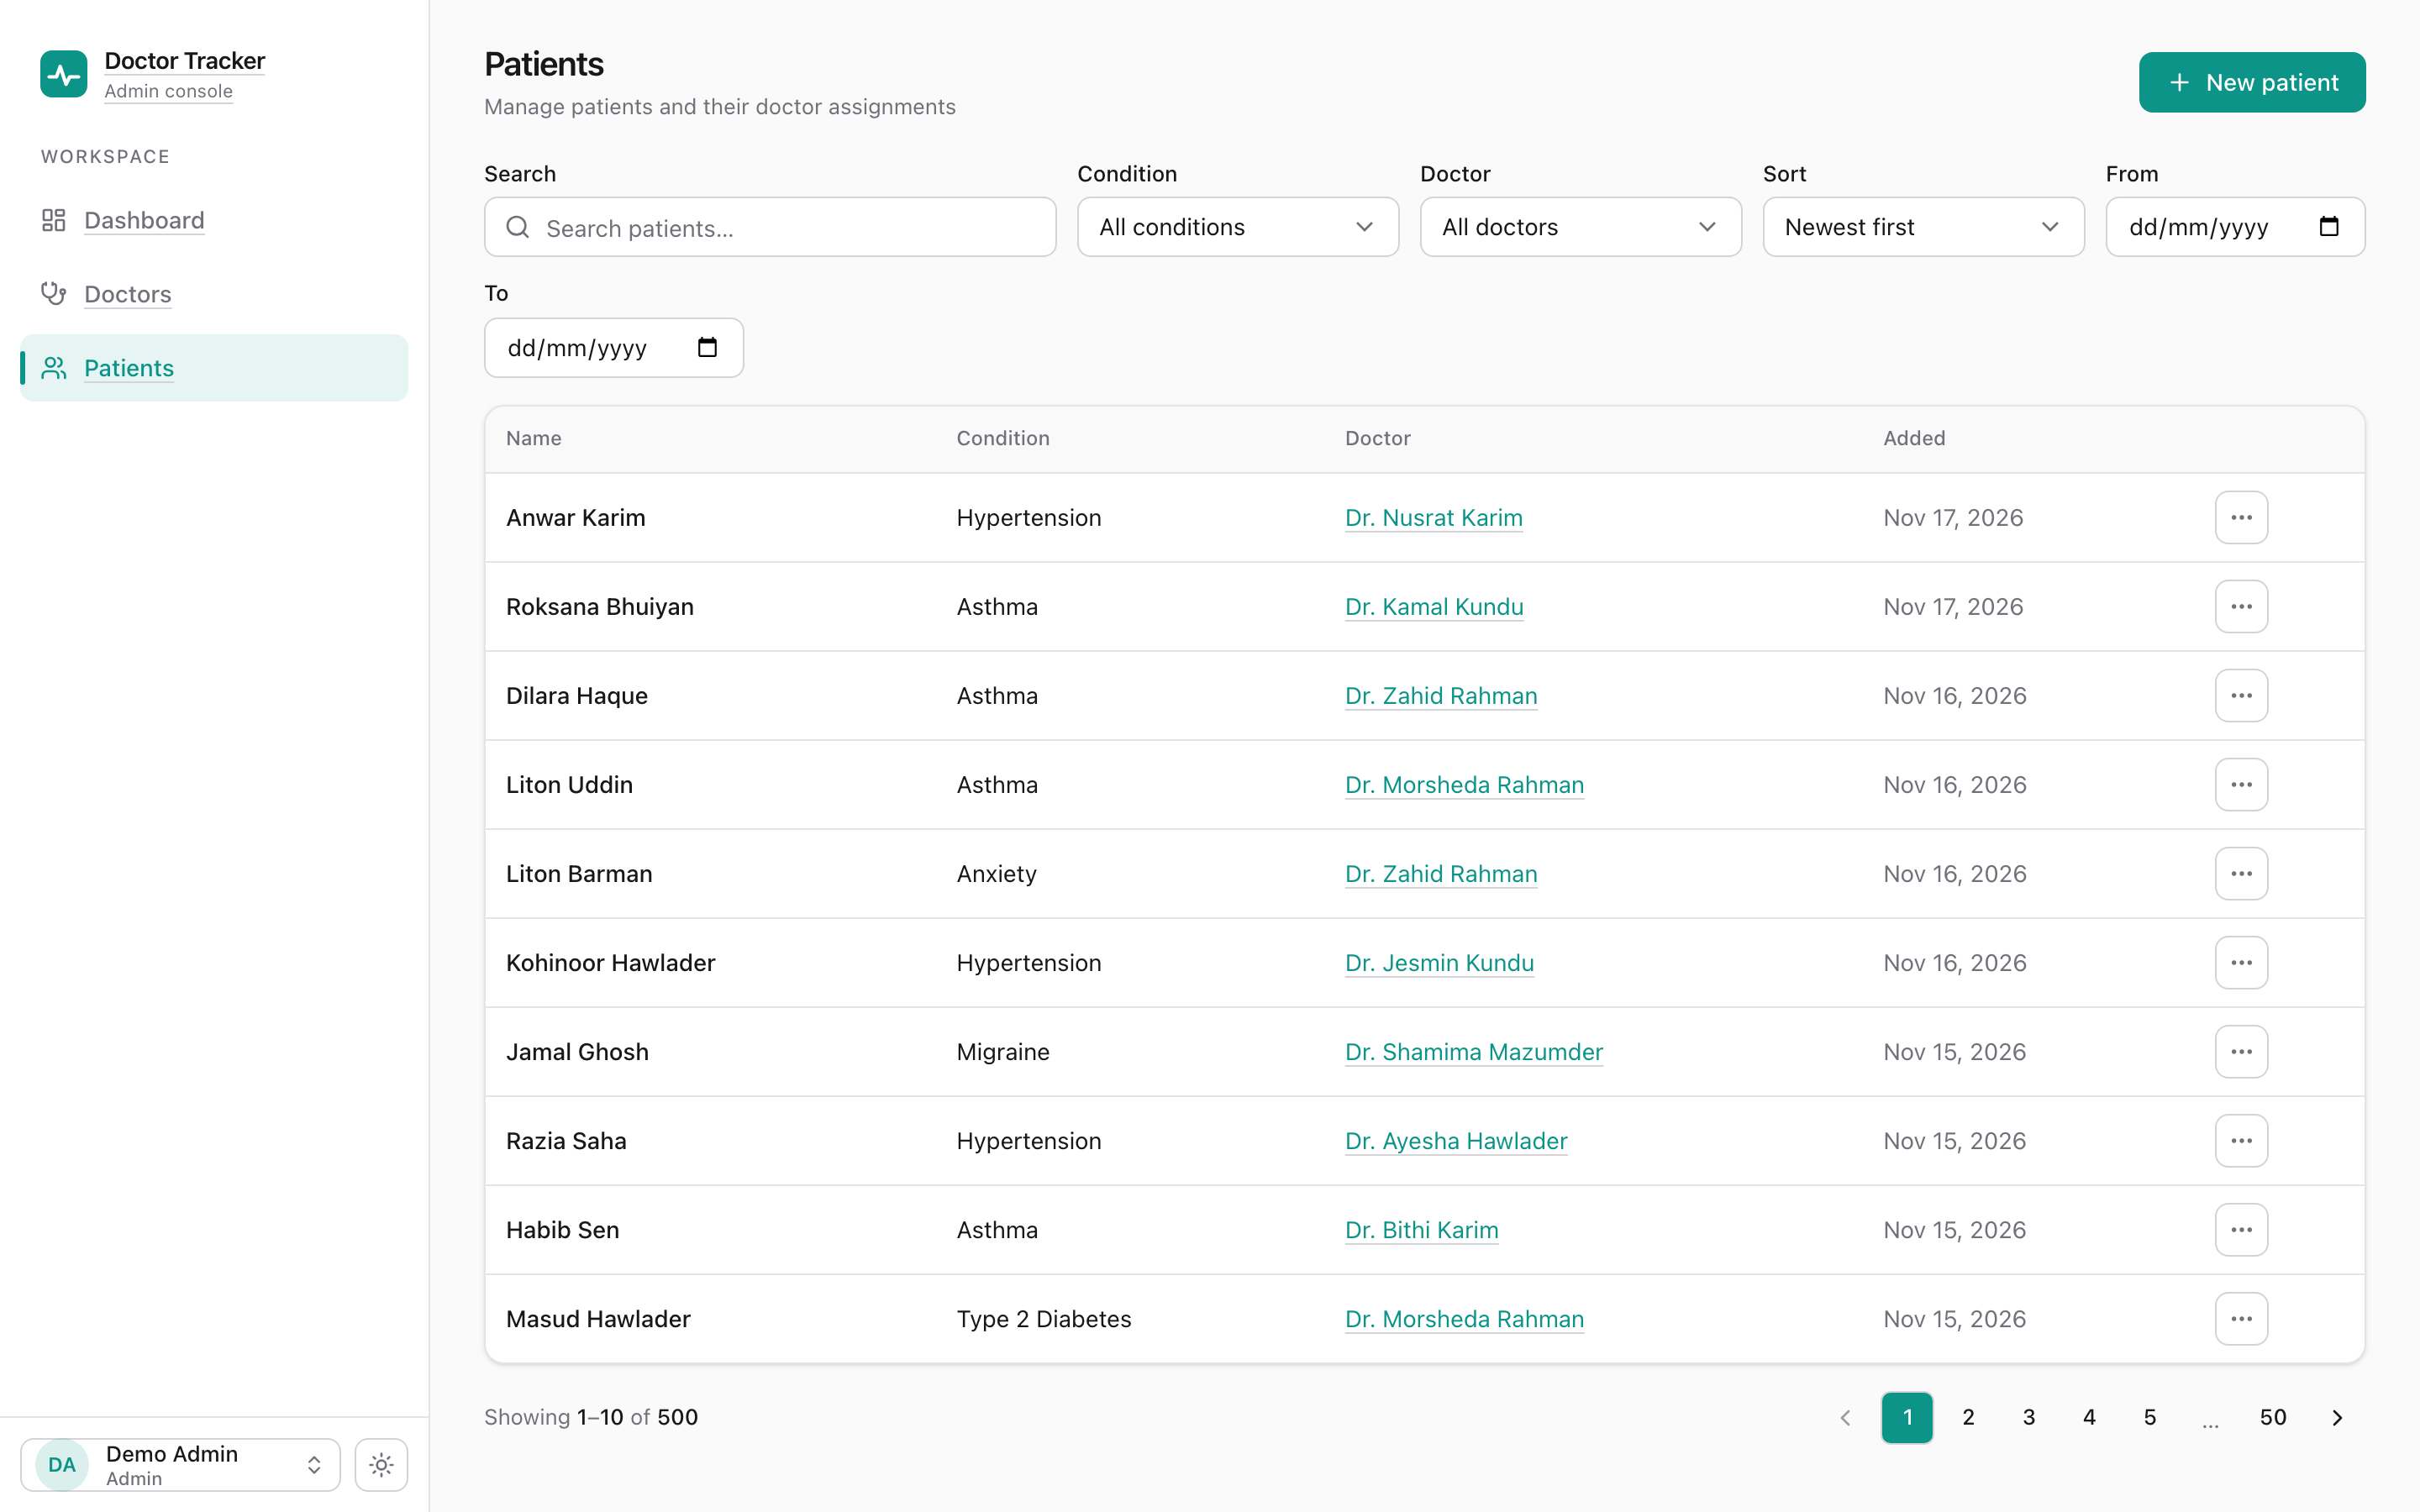 Doctor Tracker
Admin console
WORKSPACE
Dashboard
Doctors
Patients
DA
Demo Admin
Admin
Patients
Manage patients and their doctor assignments
New patient
Search
Search patients...
Condition
All conditions
Doctor
All doctors
Sort
Newest first
From
dd/mm/yyyy
To
dd/mm/yyyy
Name Condition Doctor Added
Anwar Karim Hypertension Dr. Nusrat Karim Nov 17, 2026
Roksana Bhuiyan Asthma Dr. Kamal Kundu Nov 17, 2026
Dilara Haque Asthma Dr. Zahid Rahman Nov 16, 2026
Liton Uddin Asthma Dr. Morsheda Rahman Nov 16, 2026
Liton Barman Anxiety Dr. Zahid Rahman Nov 16, 2026
Kohinoor Hawlader Hypertension Dr. Jesmin Kundu Nov 16, 2026
Jamal Ghosh Migraine Dr. Shamima Mazumder Nov 15, 2026
Razia Saha Hypertension Dr. Ayesha Hawlader Nov 15, 2026
Habib Sen Asthma Dr. Bithi Karim Nov 15, 2026
Masud Hawlader Type 2 Diabetes Dr. Morsheda Rahman Nov 15, 2026
Showing 1–10 of 500
1 2 3 4 5 ... 50